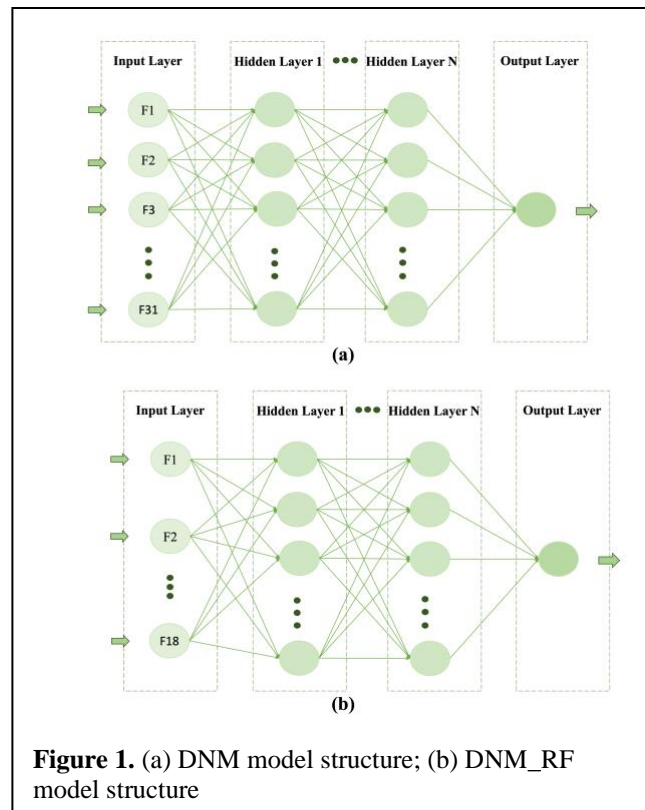 Input Layer Hidden Layer 1 ••• Hidden Layer N Output Layer
F1
F2
F3
F31
(a)
Input Layer Hidden Layer 1 ••• Hidden Layer N Output Layer
F1
F2
F18
(b)
Figure 1. (a) DNM model structure; (b) DNM_RF
model structure